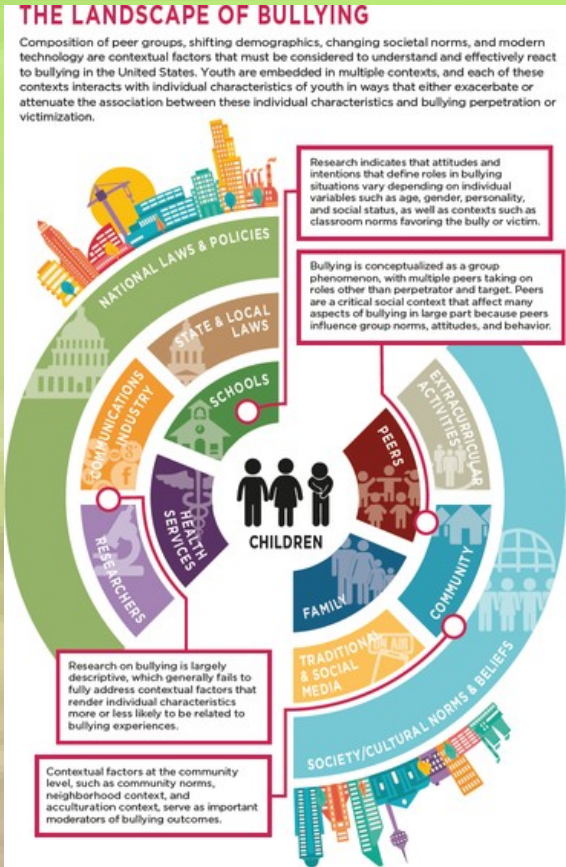 THE LANDSCAPE OF BULLYING
Composition of peer groups, shifting demographics, changing societal norms, and modern
technology are contextual factors that must be considered to understand and effectively react
to bullying in the United States. Youth are embedded in multiple contexts, and each of these
contexts interacts with individual characteristics of youth in ways that either exacerbate or
attenuate the association between these individual characteristics and bullying perpetration or
victimization.
Research indicates that attitudes and
intentions that define roles in bullying
situations vary depending on individual
variables such as age, gender, personality,
and social status, as well as contexts such as
classroom norms favoring the bully or victim.
Bullying is conceptualized as a group
phenomenon, with multiple peers taking on
roles other than perpetrator and target. Peers
are a critical social context that affect many
aspects of bullying in large part because peers
influence group norms, attitudes, and behavior.
NATIONAL LAWS & POLICIES
STATE & LOCAL
LAWS
SCHOOLS
COMMUNICATIONS
INDUSTRY
HEALTH
SERVICES
RESEARCHERS
CHILDREN
PEERS
EXTRACURRICULAR
ACTIVITIES
FAMILY
COMMUNITY
TRADITIONAL
& SOCIAL
MEDIA
ON AIR
SOCIETY/CULTURAL NORMS & BELIEFS
Research on bullying is largely
descriptive, which generally fails to
fully address contextual factors that
render individual characteristics
more or less likely to be related to
bullying experiences.
Contextual factors at the community
level, such as community norms,
neighborhood context, and
acculturation context, serve as important
moderators of bullying outcomes.